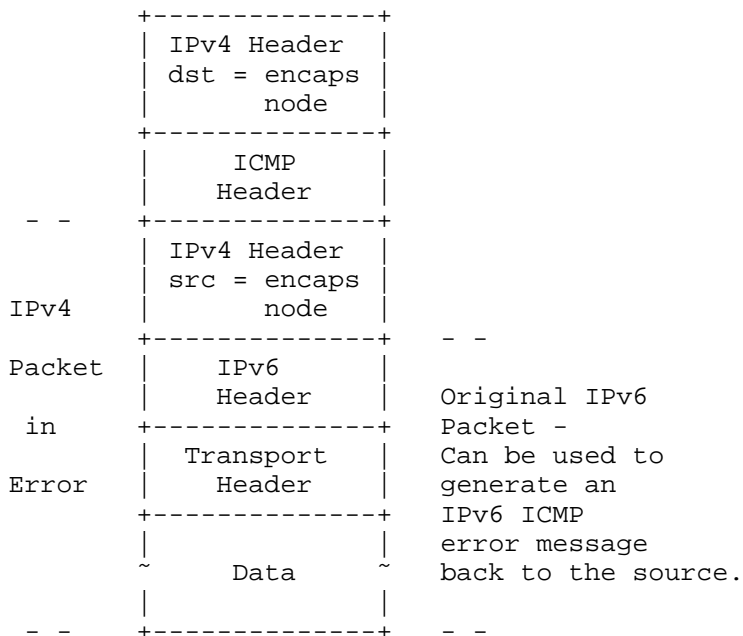 +--------------+
| IPv4 Header  |
| dst = encaps |
|       node   |
+--------------+
|     ICMP     |
|    Header    |
- -    +--------------+
| IPv4 Header  |
| src = encaps |
IPv4    |       node   |
+--------------+   - -
Packet  |    IPv6      |
|    Header    |   Original IPv6
in     +--------------+   Packet -
|  Transport   |   Can be used to
Error   |    Header    |   generate an
+--------------+   IPv6 ICMP
|              |   error message
~     Data     ~   back to the source.
|              |
- -    +--------------+   - -